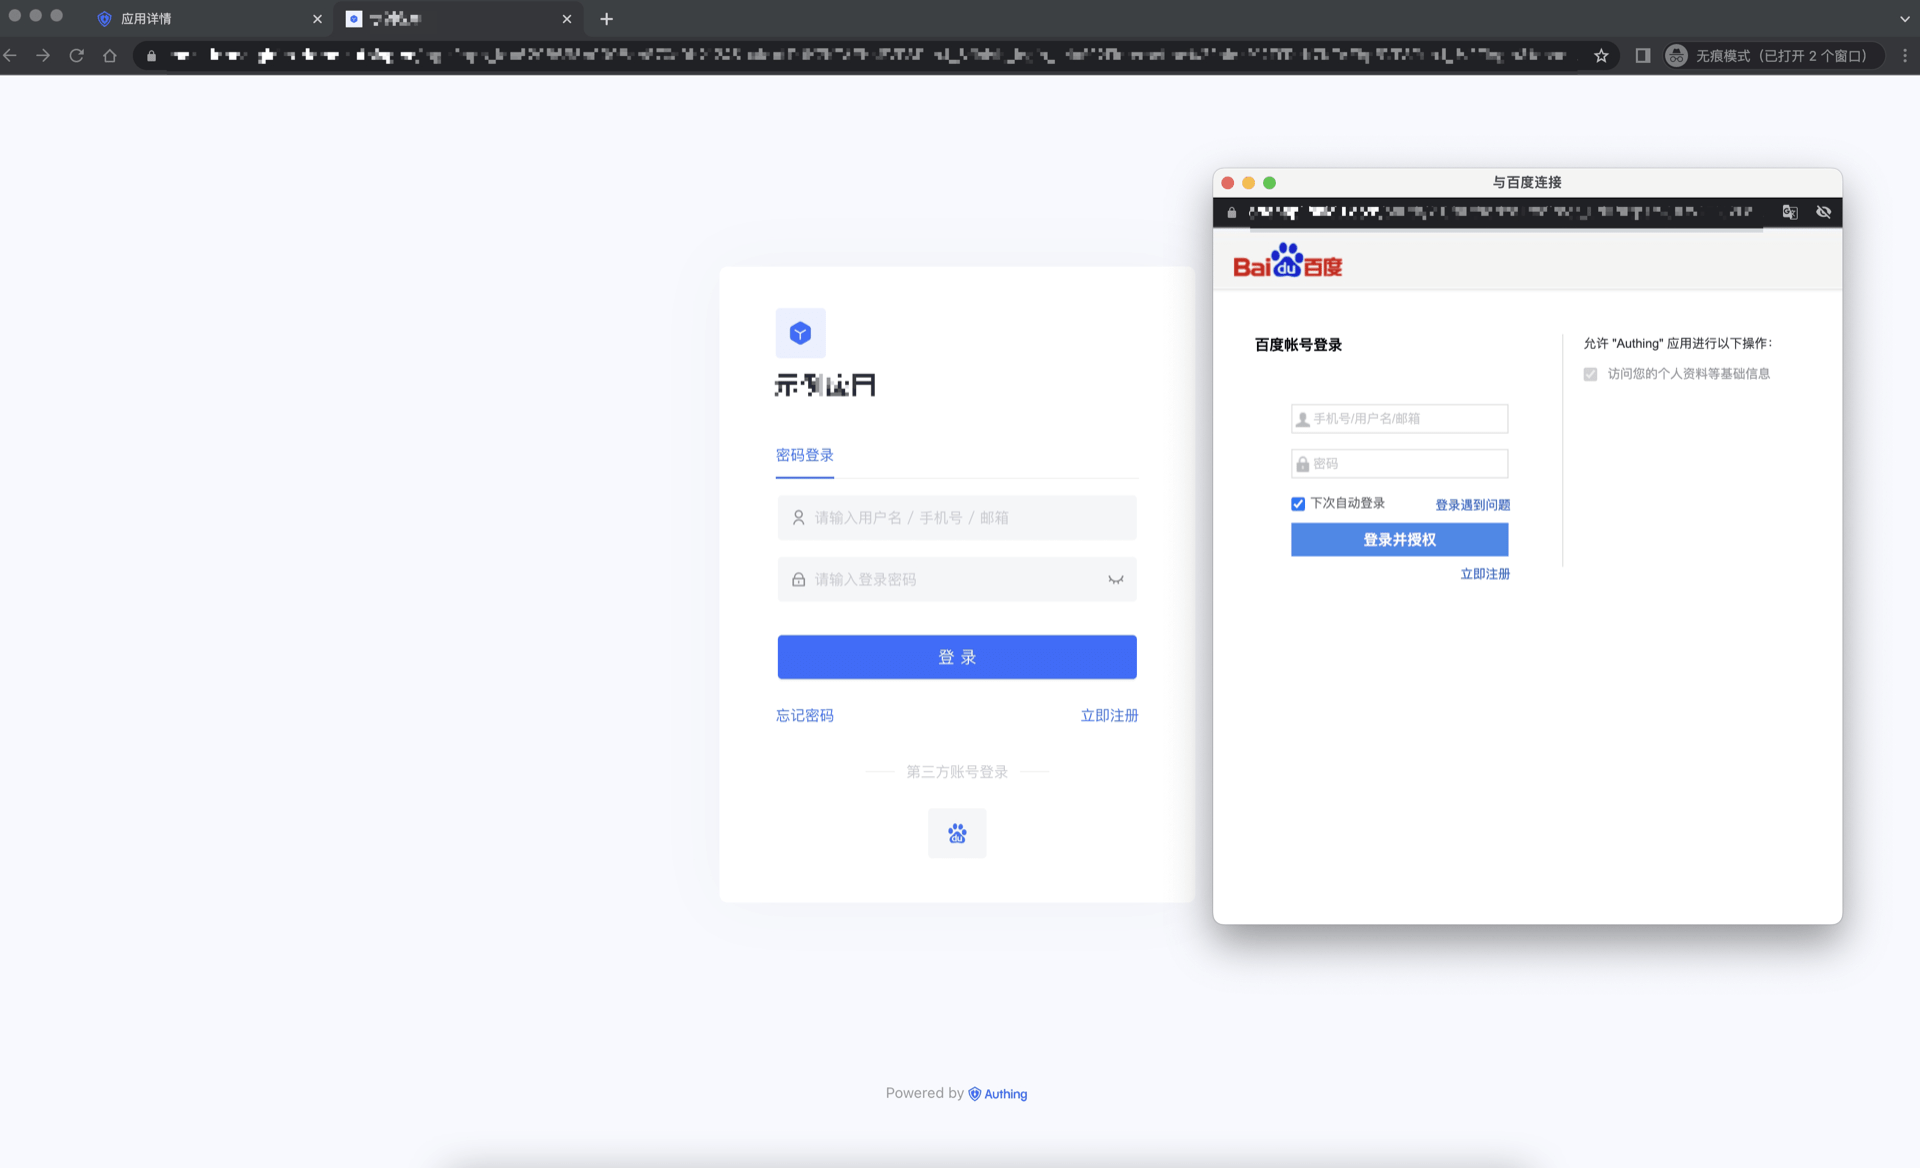 应用详情
无痕模式（已打开 2 个窗口）
密码登录
请输入用户名 / 手机号 / 邮箱
请输入登录密码
登 录
忘记密码
立即注册
第三方账号登录
du
Powered by Authing
与百度连接
Baidu百度
百度帐号登录
手机号/用户名/邮箱
密码
下次自动登录
登录遇到问题
登录并授权
立即注册
允许 "Authing" 应用进行以下操作：
访问您的个人资料等基础信息